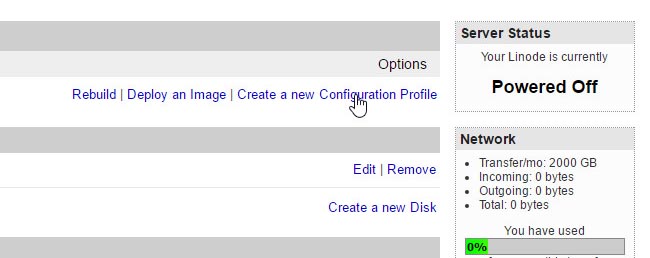 Options
Rebuild | Deploy an Image | Create a new Configuration Profile
Edit | Remove
Create a new Disk
Server Status
Your Linode is currently
Powered Off
Network
Transfer/mo: 2000 GB
Incoming: 0 bytes
Outgoing: 0 bytes
Total: 0 bytes
You have used
0%